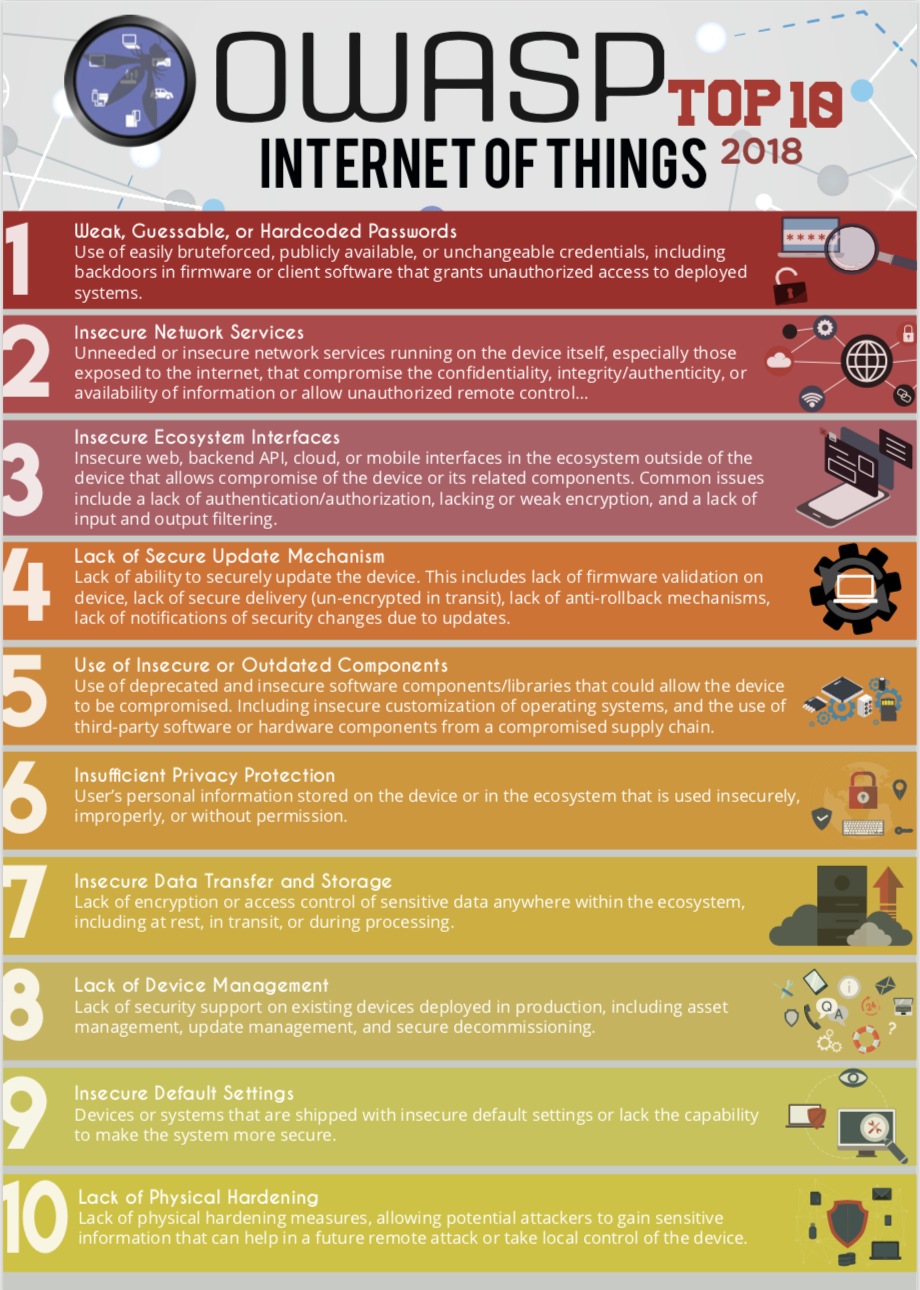 OWASP TOP 10
INTERNET OF THINGS 2018
1
Weak, Guessable, or Hardcoded Passwords
Use of easily bruteforced, publicly available, or unchangeable credentials, including
backdoors in firmware or client software that grants unauthorized access to deployed
systems.
****
2
Insecure Network Services
Unneeded or insecure network services running on the device itself, especially those
exposed to the internet, that compromise the confidentiality, integrity/authenticity, or
availability of information or allow unauthorized remote control...
3
Insecure Ecosystem Interfaces
Insecure web, backend API, cloud, or mobile interfaces in the ecosystem outside of the
device that allows compromise of the device or its related components. Common issues
include a lack of authentication/authorization, lacking or weak encryption, and a lack of
input and output filtering.
4
Lack of Secure Update Mechanism
Lack of ability to securely update the device. This includes lack of firmware validation on
device, lack of secure delivery (un-encrypted in transit), lack of anti-rollback mechanisms,
lack of notifications of security changes due to updates.
5
Use of Insecure or Outdated Components
Use of deprecated and insecure software components/libraries that could allow the device
to be compromised. Including insecure customization of operating systems, and the use of
third-party software or hardware components from a compromised supply chain.
6
Insufficient Privacy Protection
User’s personal information stored on the device or in the ecosystem that is used insecurely,
improperly, or without permission.
7
Insecure Data Transfer and Storage
Lack of encryption or access control of sensitive data anywhere within the ecosystem,
including at rest, in transit, or during processing.
8
Lack of Device Management
Lack of security support on existing devices deployed in production, including asset
management, update management, and secure decommissioning.
i
Q A
?
9
Insecure Default Settings
Devices or systems that are shipped with insecure default settings or lack the capability
to make the system more secure.
10
Lack of Physical Hardening
Lack of physical hardening measures, allowing potential attackers to gain sensitive
information that can help in a future remote attack or take local control of the device.